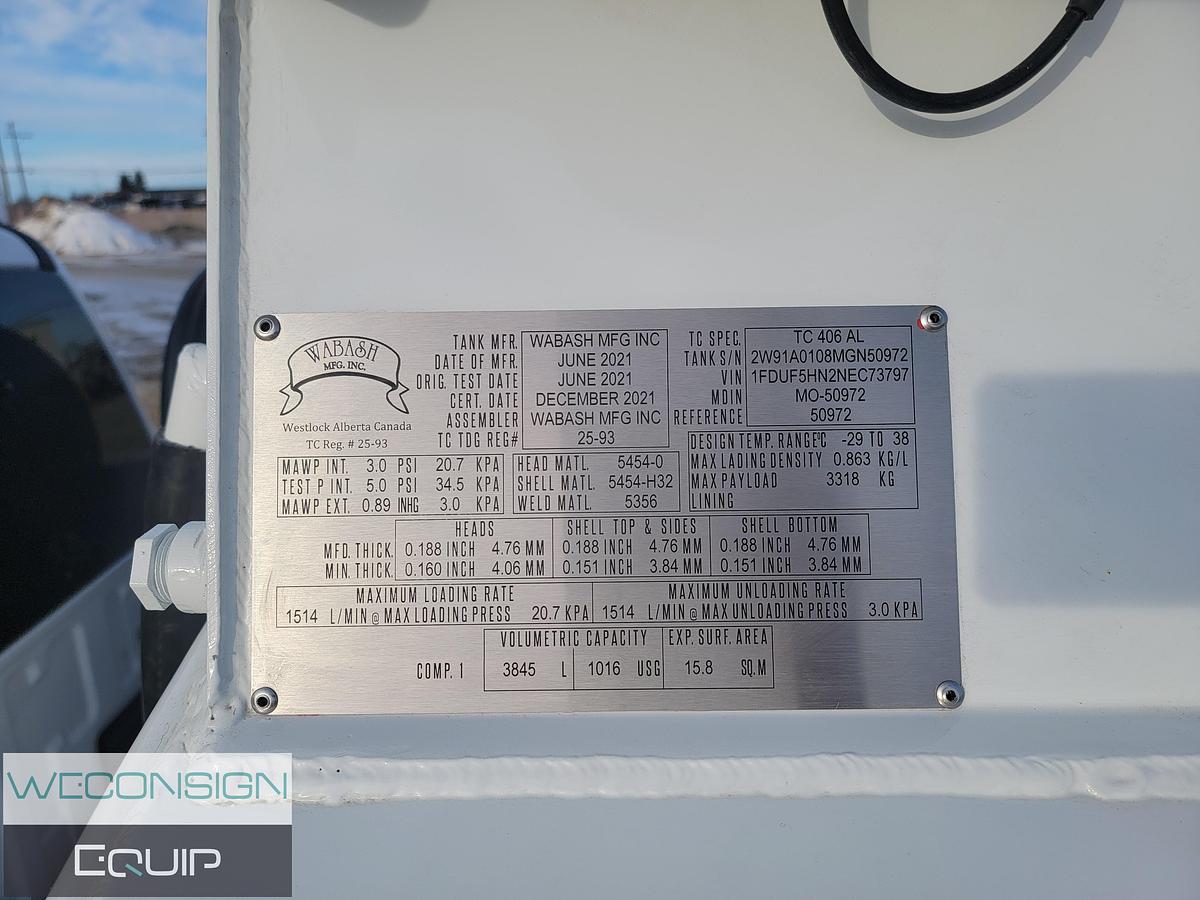 WABASH
MFG. INC.
Westlock Alberta Canada
TC Reg. # 25-93
TANK MFR. WABASH MFG INC
DATE OF MFR. JUNE 2021
ORIG. TEST DATE JUNE 2021
CERT. DATE DECEMBER 2021
ASSEMBLER WABASH MFG INC
TC TDG REG# 25-93
TC SPEC. TC 406 AL
TANK S/N 2W91A0108MGN50972
VIN 1FDUF5HN2NEC73797
MDIN MO-50972
REFERENCE 50972
MAWP INT. 3.0 PSI 20.7 KPA
TEST P INT. 5.0 PSI 34.5 KPA
MAWP EXT. 0.89 INHG 3.0 KPA
HEAD MATL. 5454-0
SHELL MATL. 5454-H32
WELD MATL. 5356
DESIGN TEMP. RANGE°C -29 TO 38
MAX LADING DENSITY 0.863 KG/L
MAX PAYLOAD 3318 KG
LINING
HEADS SHELL TOP & SIDES SHELL BOTTOM
MFD. THICK. 0.188 INCH 4.76 MM 0.188 INCH 4.76 MM 0.188 INCH 4.76 MM
MIN. THICK. 0.160 INCH 4.06 MM 0.151 INCH 3.84 MM 0.151 INCH 3.84 MM
MAXIMUM LOADING RATE MAXIMUM UNLOADING RATE
1514 L/MIN @ MAX LOADING PRESS 20.7 KPA 1514 L/MIN @ MAX UNLOADING PRESS 3.0 KPA
VOLUMETRIC CAPACITY EXP. SURF. AREA
COMP. 1 3845 L 1016 USG 15.8 SQ.M
WECONSIGN
EQUIP